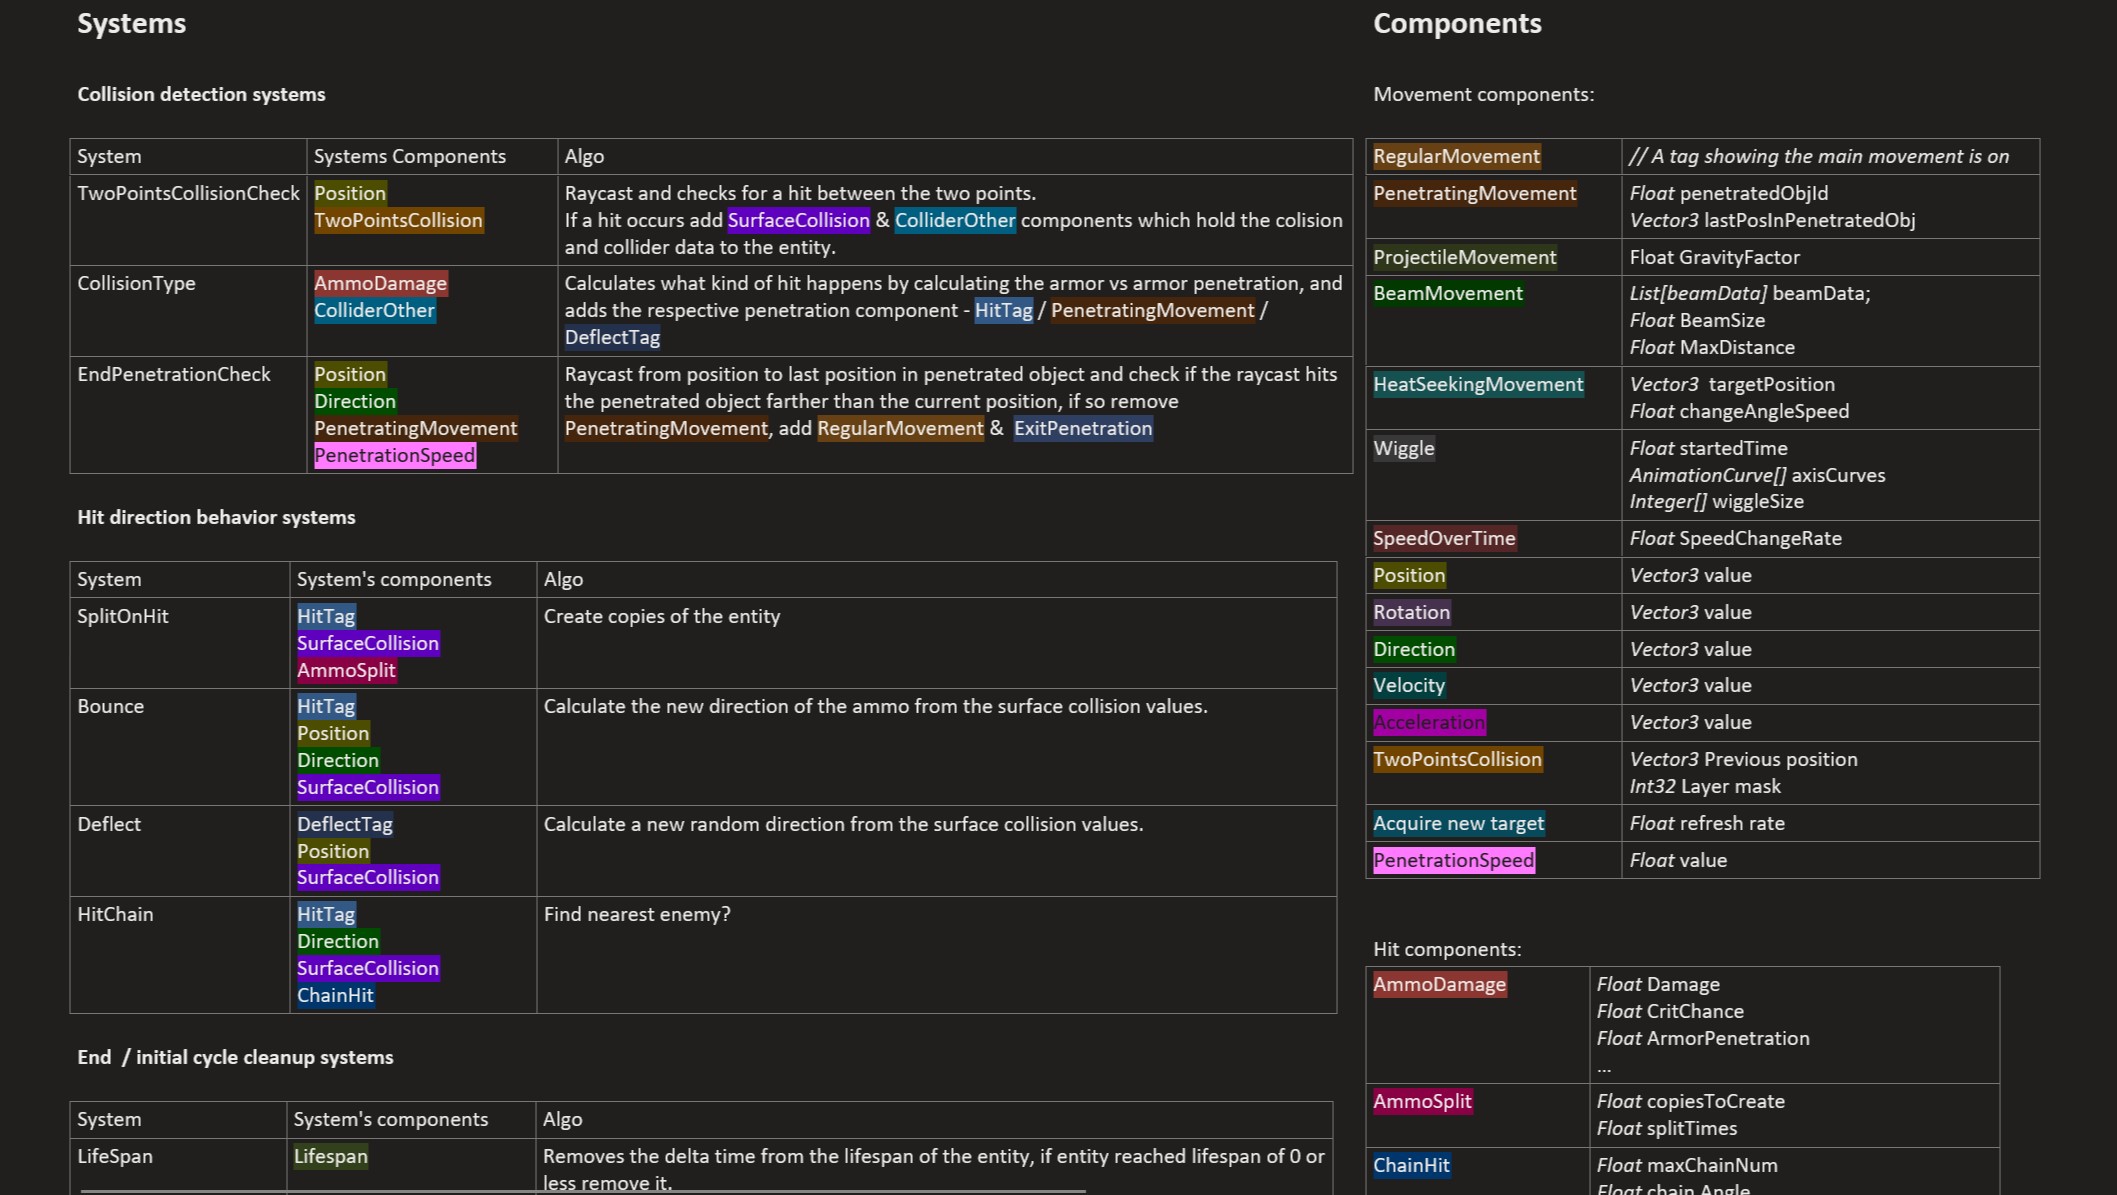 Systems
Collision detection systems
System Systems Components Algo
TwoPointsCollisionCheck
Position
TwoPointsCollision
Raycast and checks for a hit between the two points.
If a hit occurs add SurfaceCollision & ColliderOther components which hold the colision
and collider data to the entity.
CollisionType
AmmoDamage
ColliderOther
Calculates what kind of hit happens by calculating the armor vs armor penetration, and
adds the respective penetration component - HitTag / PenetratingMovement /
DeflectTag
EndPenetrationCheck
Position
Direction
PenetratingMovement
PenetrationSpeed
Raycast from position to last position in penetrated object and check if the raycast hits
the penetrated object farther than the current position, if so remove
PenetratingMovement, add RegularMovement & ExitPenetration
Hit direction behavior systems
System System's components Algo
SplitOnHit
HitTag
SurfaceCollision
AmmoSplit
Create copies of the entity
Bounce
HitTag
Position
Direction
SurfaceCollision
Calculate the new direction of the ammo from the surface collision values.
Deflect
DeflectTag
Position
SurfaceCollision
Calculate a new random direction from the surface collision values.
HitChain
HitTag
Direction
SurfaceCollision
ChainHit
Find nearest enemy?
End / initial cycle cleanup systems
System System's components Algo
LifeSpan
Lifespan
Removes the delta time from the lifespan of the entity, if entity reached lifespan of 0 or
less remove it.
Components
Movement components:
RegularMovement // A tag showing the main movement is on
PenetratingMovement
Float penetratedObjId
Vector3 lastPosInPenetratedObj
ProjectileMovement Float GravityFactor
BeamMovement
List[beamData] beamData;
Float BeamSize
Float MaxDistance
HeatSeekingMovement
Vector3 targetPosition
Float changeAngleSpeed
Wiggle
Float startedTime
AnimationCurve[] axisCurves
Integer[] wiggleSize
SpeedOverTime Float SpeedChangeRate
Position Vector3 value
Rotation Vector3 value
Direction Vector3 value
Velocity Vector3 value
Acceleration Vector3 value
TwoPointsCollision
Vector3 Previous position
Int32 Layer mask
Acquire new target Float refresh rate
PenetrationSpeed Float value
Hit components:
AmmoDamage
Float Damage
Float CritChance
Float ArmorPenetration
...
AmmoSplit
Float copiesToCreate
Float splitTimes
ChainHit
Float maxChainNum
Float chain Angle